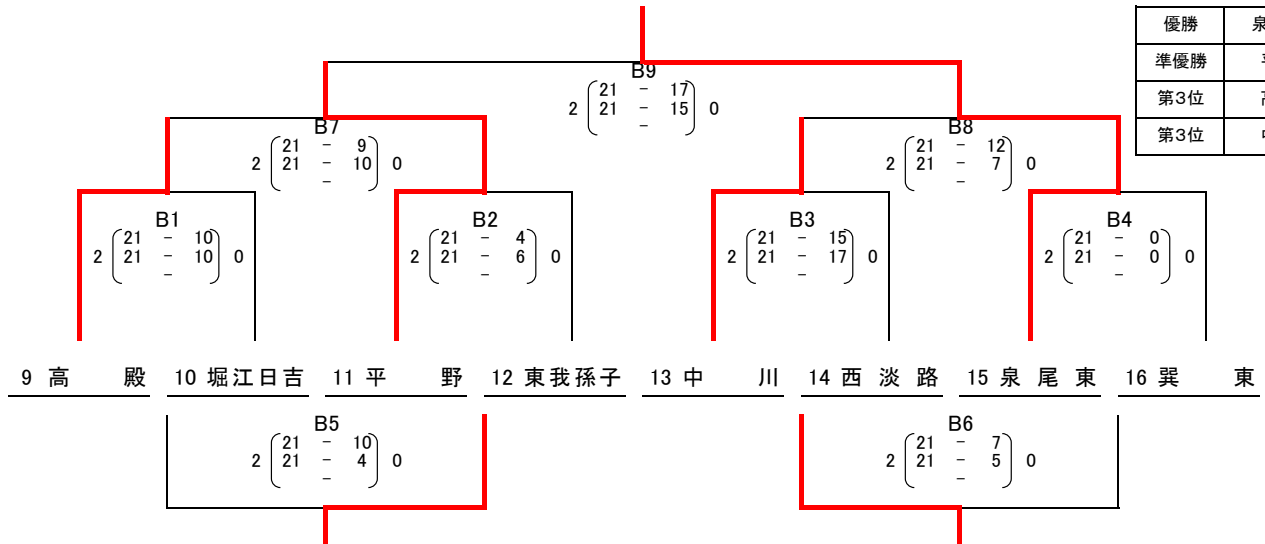 優勝 泉
準優勝
第3位
第3位
B9
21 - 17
2 21 - 15 0
-
B7
21 - 9
2 21 - 10 0
-
B8
21 - 12
2 21 - 7 0
-
B1
21 - 10
2 21 - 10 0
-
B2
21 - 4
2 21 - 6 0
-
B3
21 - 15
2 21 - 17 0
-
B4
21 - 0
2 21 - 0 0
-
9 高 殿 10 堀江日吉 11 平 野 12 東我孫子 13 中 川 14 西 淡 路 15 泉 尾 東 16 巽 東
B5
21 - 10
2 21 - 4 0
-
B6
21 - 7
2 21 - 5 0
-